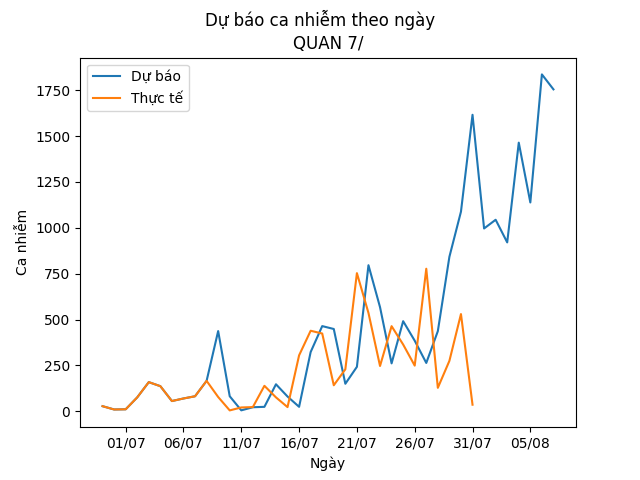 Dự báo ca nhiễm theo ngày
QUAN 7/
Dự báo
Thực tế
Ca nhiễm
1750
1500
1250
1000
750
500
250
0
01/07 06/07 11/07 16/07 21/07 26/07 31/07 05/08
Ngày